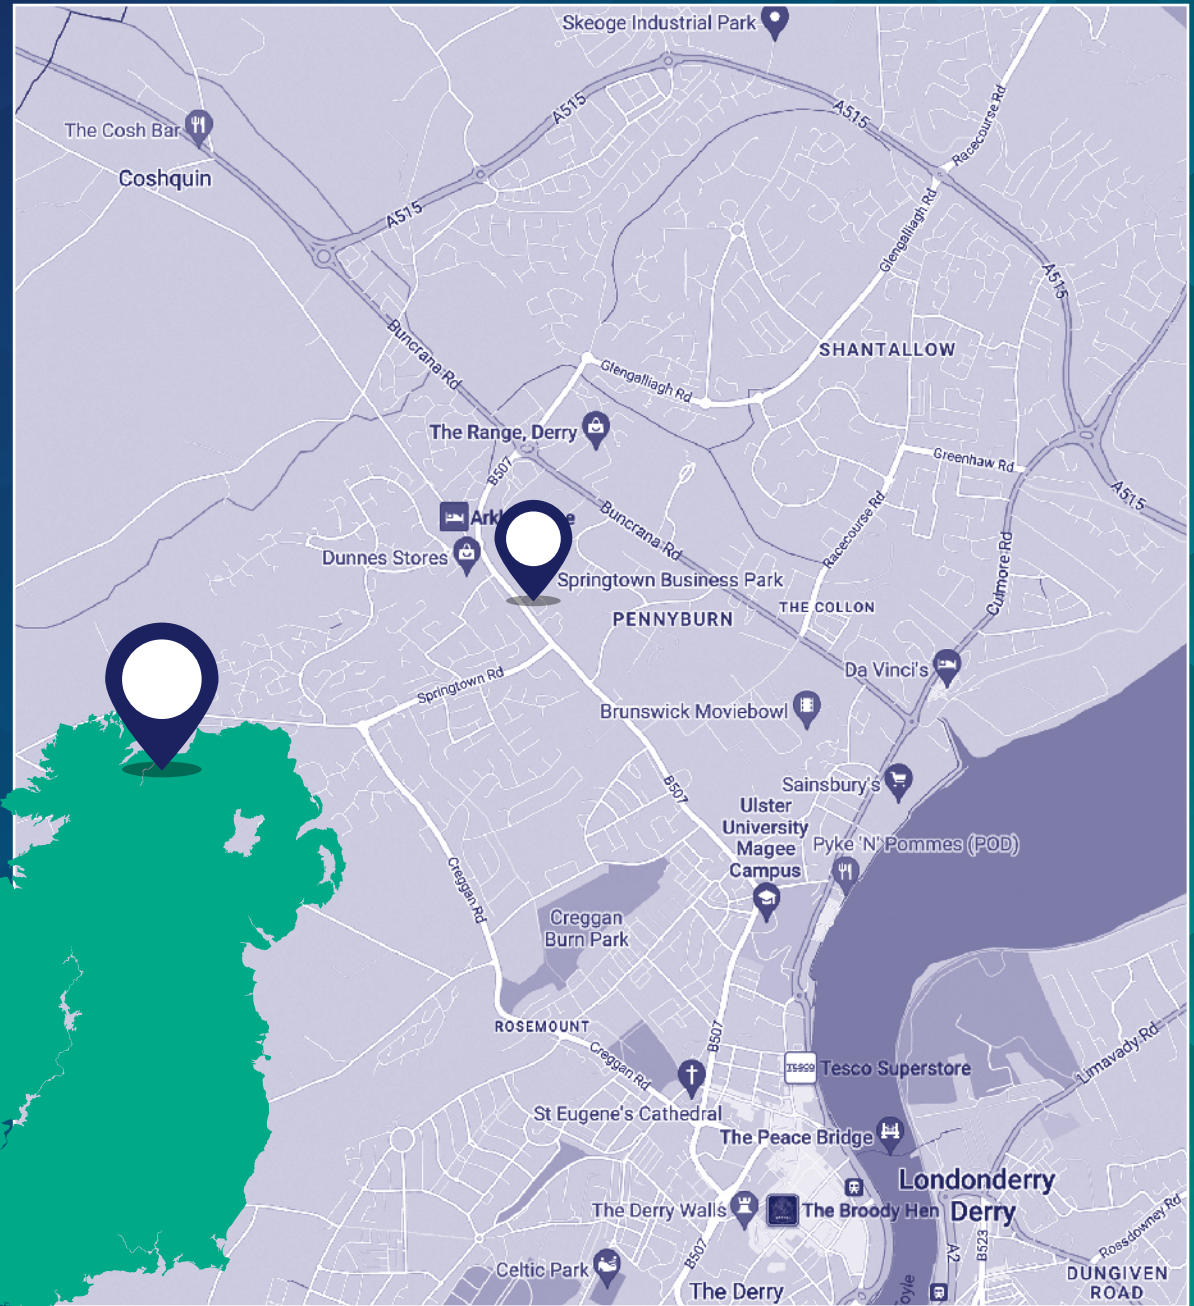 Skeoge Industrial Park
A515
A515
Racecourse Rd
The Cosh Bar
Coshquin
A515
Glengalliagh Rd
A515
Buncrana Rd
SHANTALLOW
Glengalliagh Rd
The Range, Derry
B507
Greenhaw Rd
A515
Buncrana Rd
Racecourse Rd
Culmore Rd
Dunnes Stores
Springtown Business Park
PENNYBURN
THE COLLON
Springtown Rd
Da Vinci's
Brunswick Moviebowl
B507
Sainsbury's
Ulster
University
Magee
Campus
Pyke 'N' Pommes (POD)
Creggan Rd
Creggan
Burn Park
ROSEMOUNT
Creggan Rd
B507
TESCO
Tesco Superstore
Limavady Rd
St Eugene's Cathedral
The Peace Bridge
Londonderry
Derry
The Derry Walls
The Broody Hen
B507
A2
B523
Rossdowney Rd
Celtic Park
The Derry
oyle
DUNGIVEN
ROAD